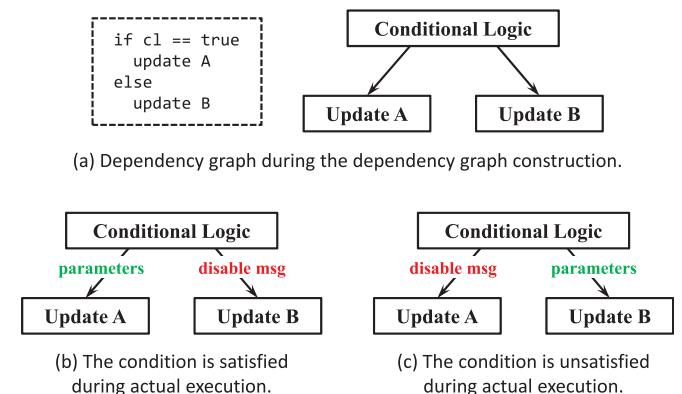 if cl == true
update A
else
update B
Conditional Logic
Update A
Update B
(a) Dependency graph during the dependency graph construction.
Conditional Logic
parameters
disable msg
Update A
Update B
(b) The condition is satisfied
during actual execution.
Conditional Logic
disable msg
parameters
Update A
Update B
(c) The condition is unsatisfied
during actual execution.